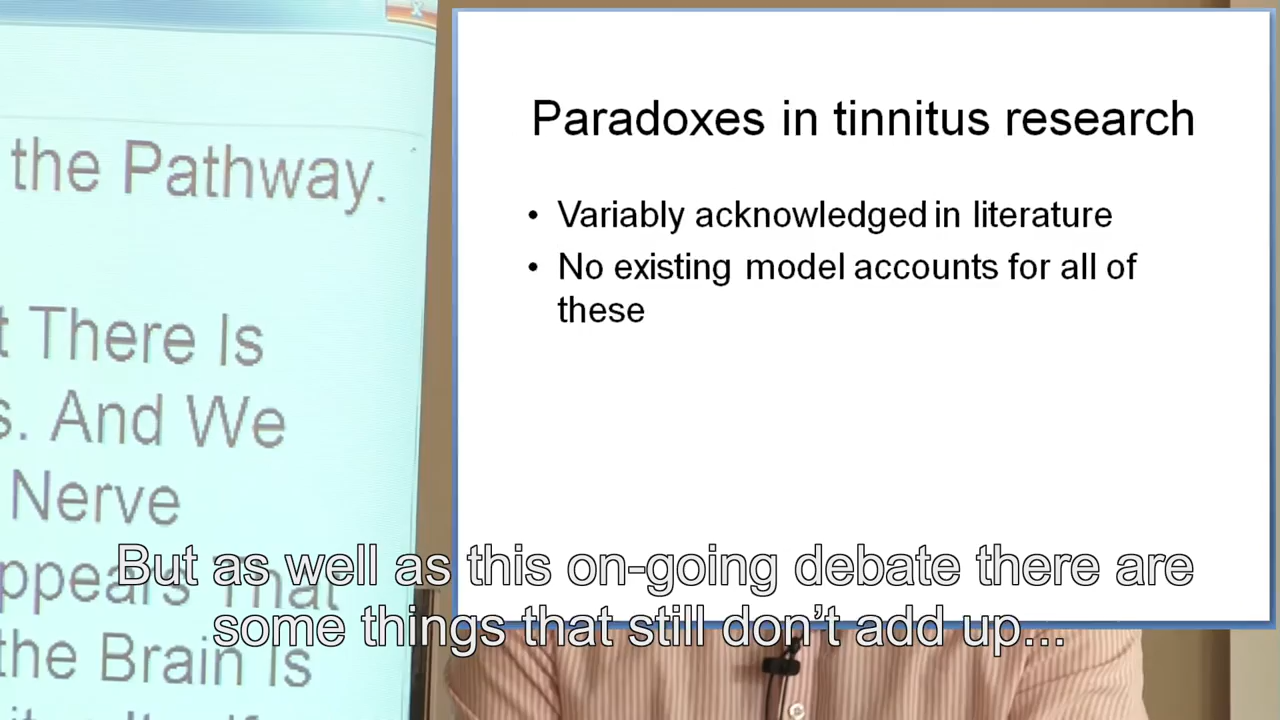 the Pathway.
There Is
And We
Nerve
That
the Brain Is
Paradoxes in tinnitus research
• Variably acknowledged in literature
• No existing model accounts for all of
these
But as well as this on-going debate there are
some things that still don’t add up...